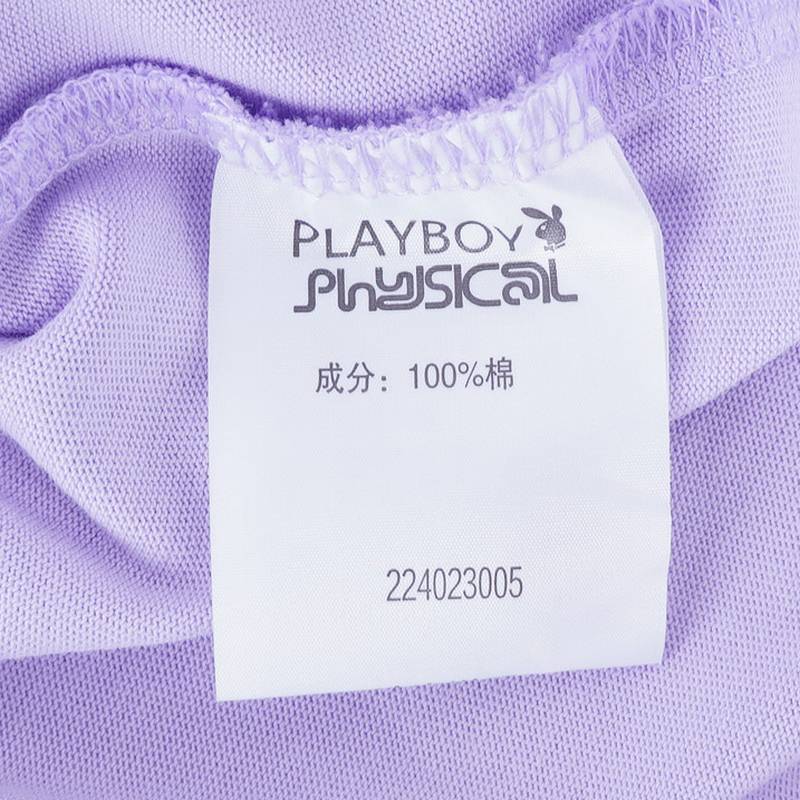 PLAYBOY
PhySICaL
成分：100%棉
224023005